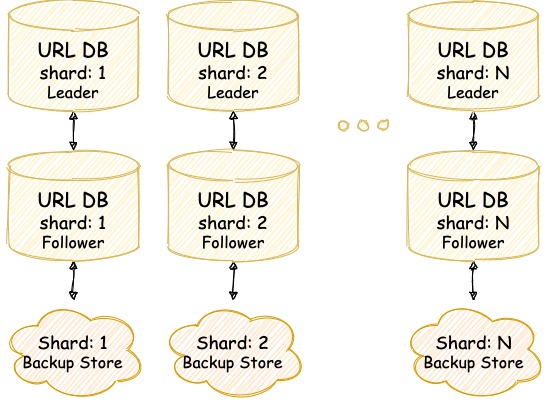 URL DB
shard: 1
Leader
URL DB
shard: 2
Leader
URL DB
shard: N
Leader
URL DB
shard: 1
Follower
URL DB
shard: 2
Follower
URL DB
shard: N
Follower
Shard: 1
Backup Store
Shard: 2
Backup Store
Shard: N
Backup Store